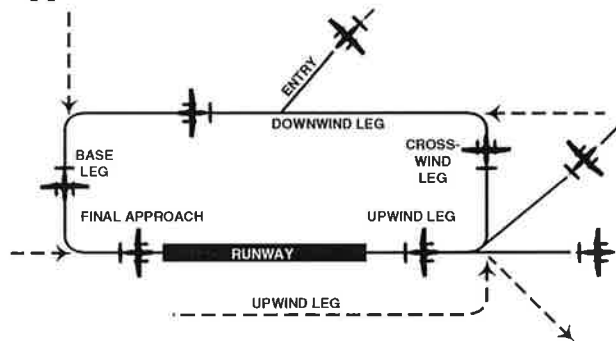 ENTRY
DOWNWIND LEG
BASE
LEG
CROSS-
WIND
LEG
FINAL APPROACH
UPWIND LEG
RUNWAY
UPWIND LEG